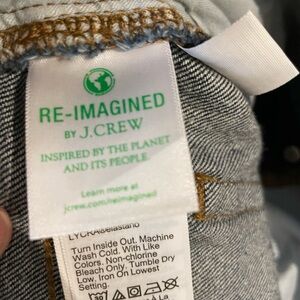 RE-IMAGINED
BY J.CREW
INSPIRED BY THE PLANET
AND ITS PEOPLE.
Learn more at
jcrew.com/reimagined
LYCRA®elastano
Turn Inside Out. Machine
Wash Cold. With Like
Colors. Non-chlorine
Bleach Only. Tumble Dry
Low. Iron On Lowest
Setting.
30